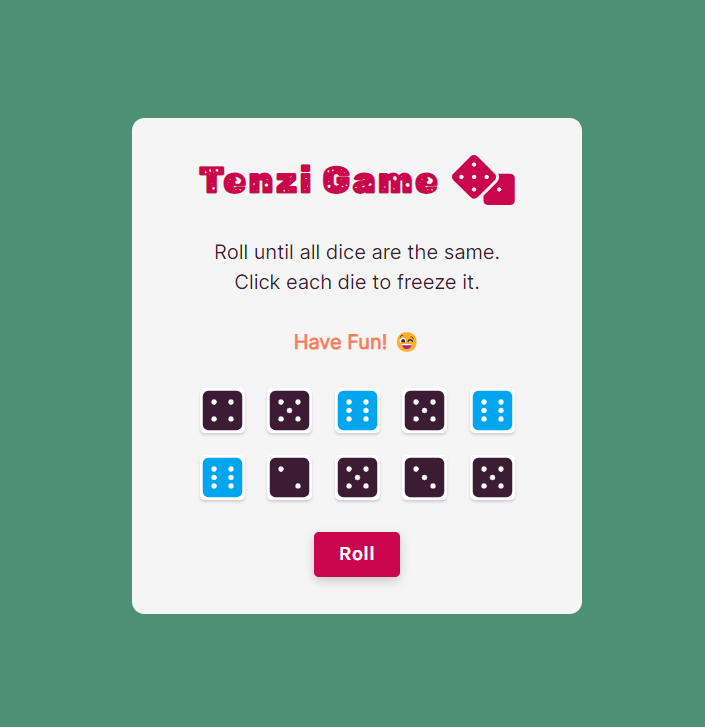 Tenzi Game
Roll until all dice are the same.
Click each die to freeze it.
Have Fun! 😄
Roll